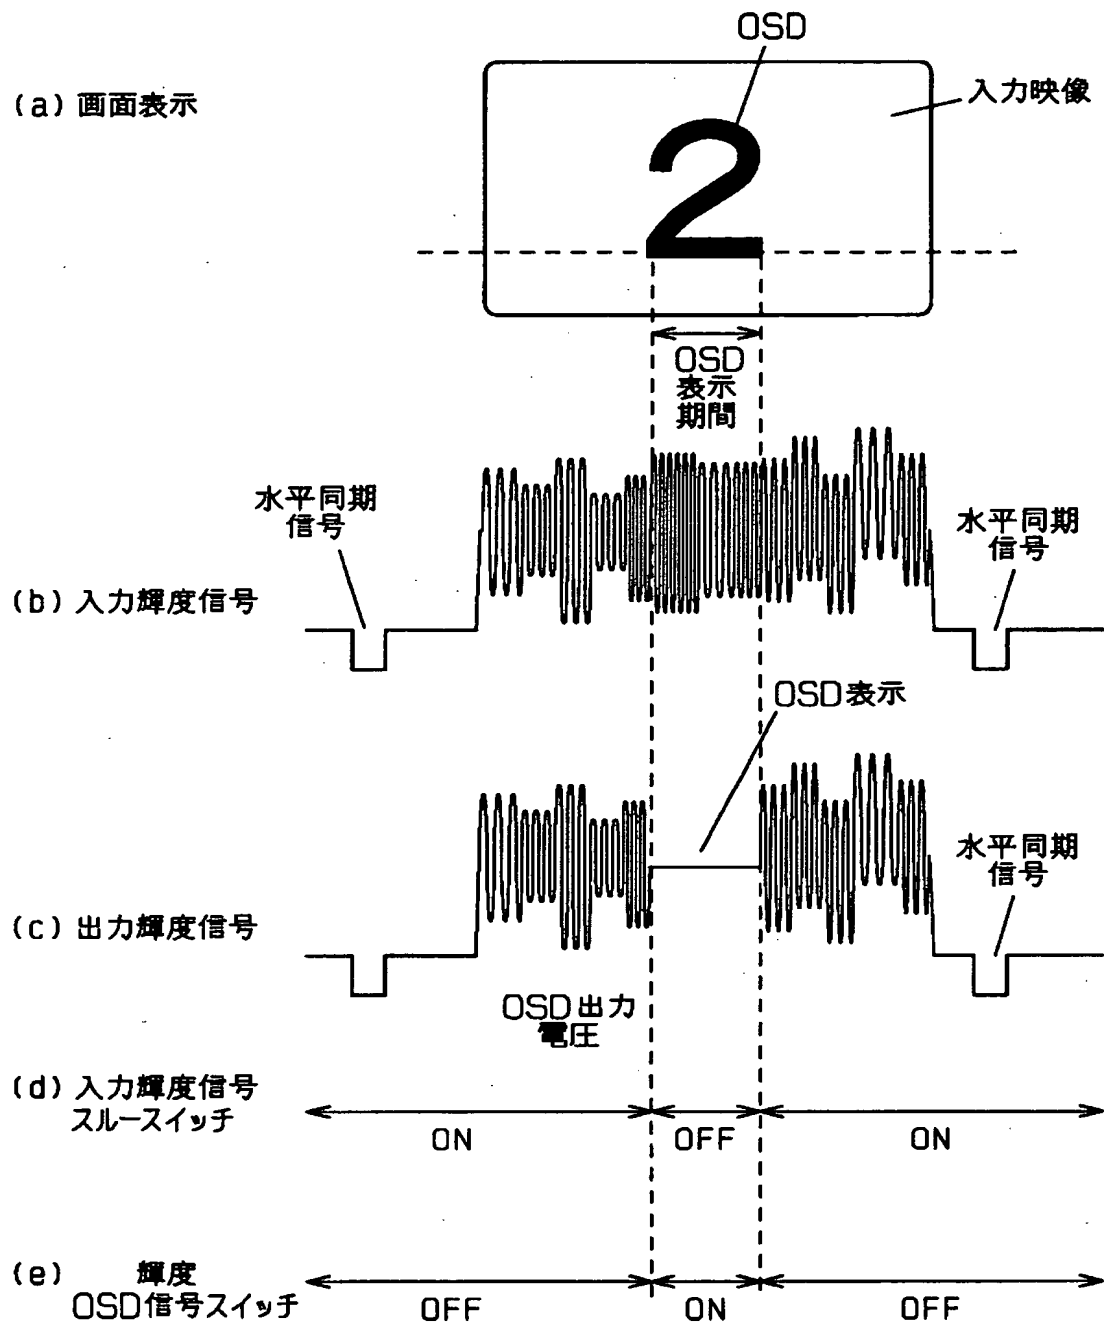 OSD
(a) 画面表示
入力映像
2
OSD
表示
期間
水平同期
信号
水平同期
信号
(b) 入力輝度信号
OSD表示
水平同期
信号
(c) 出力輝度信号
OSD出力
電圧
(d) 入力輝度信号
スルースイッチ
ON
OFF
ON
(e) 輝度
OSD信号スイッチ
OFF
ON
OFF